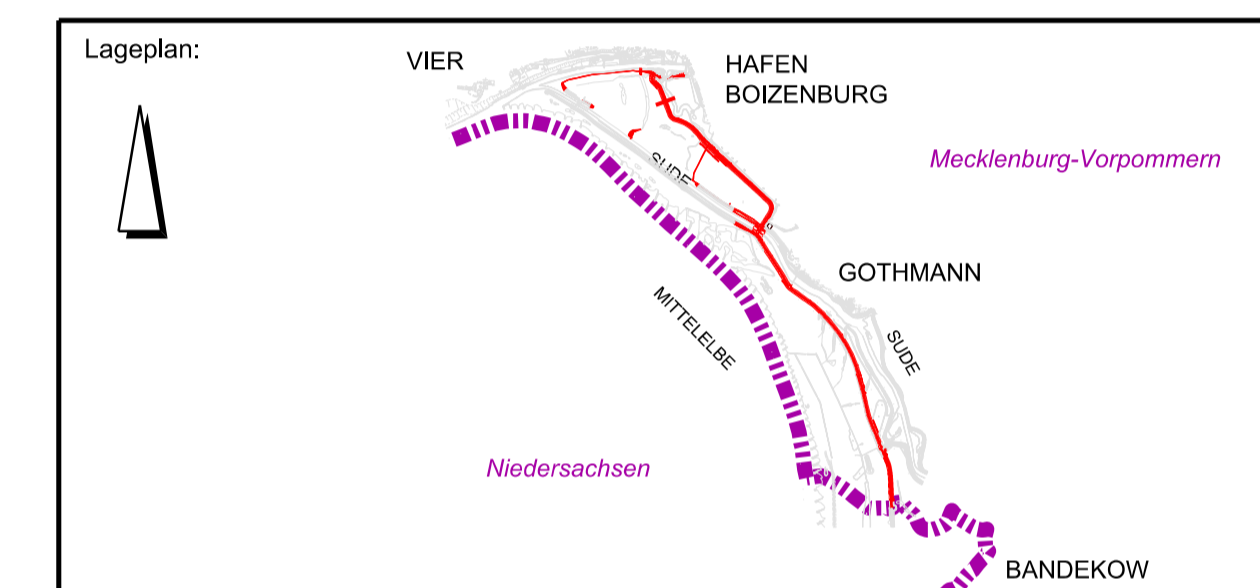 Lageplan:
VIER
HAFEN
BOIZENBURG
Mecklenburg-Vorpommern
SUDE
GOTHMANN
MITTELELBE
SUDE
Niedersachsen
BANDEKOW